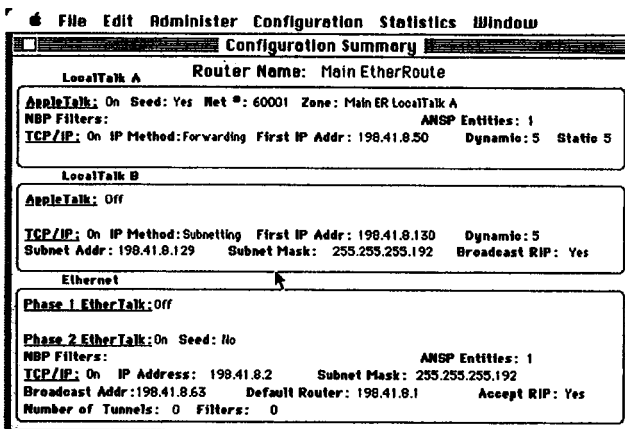 File Edit Administer Configuration Statistics Window
Configuration Summary
Router Name: Main EtherRoute
LocalTalk A
AppleTalk: On Seed: Yes Net #: 60001 Zone: Main ER LocalTalk A
NBP Filters: ANSP Entities: 1
TCP/IP: On IP Method: Forwarding First IP Addr: 198.41.8.50 Dynamic: 5 Static 5
LocalTalk B
AppleTalk: Off
TCP/IP: On IP Method: Subnetting First IP Addr: 198.41.8.130 Dynamic: 5
Subnet Addr: 198.41.8.129 Subnet Mask: 255.255.255.192 Broadcast RIP: Yes
Ethernet
Phase 1 EtherTalk: Off
Phase 2 EtherTalk: On Seed: No
NBP Filters: ANSP Entities: 1
TCP/IP: On IP Address: 198.41.8.2 Subnet Mask: 255.255.255.192
Broadcast Addr: 198.41.8.63 Default Router: 198.41.8.1 Accept RIP: Yes
Number of Tunnels: 0 Filters: 0